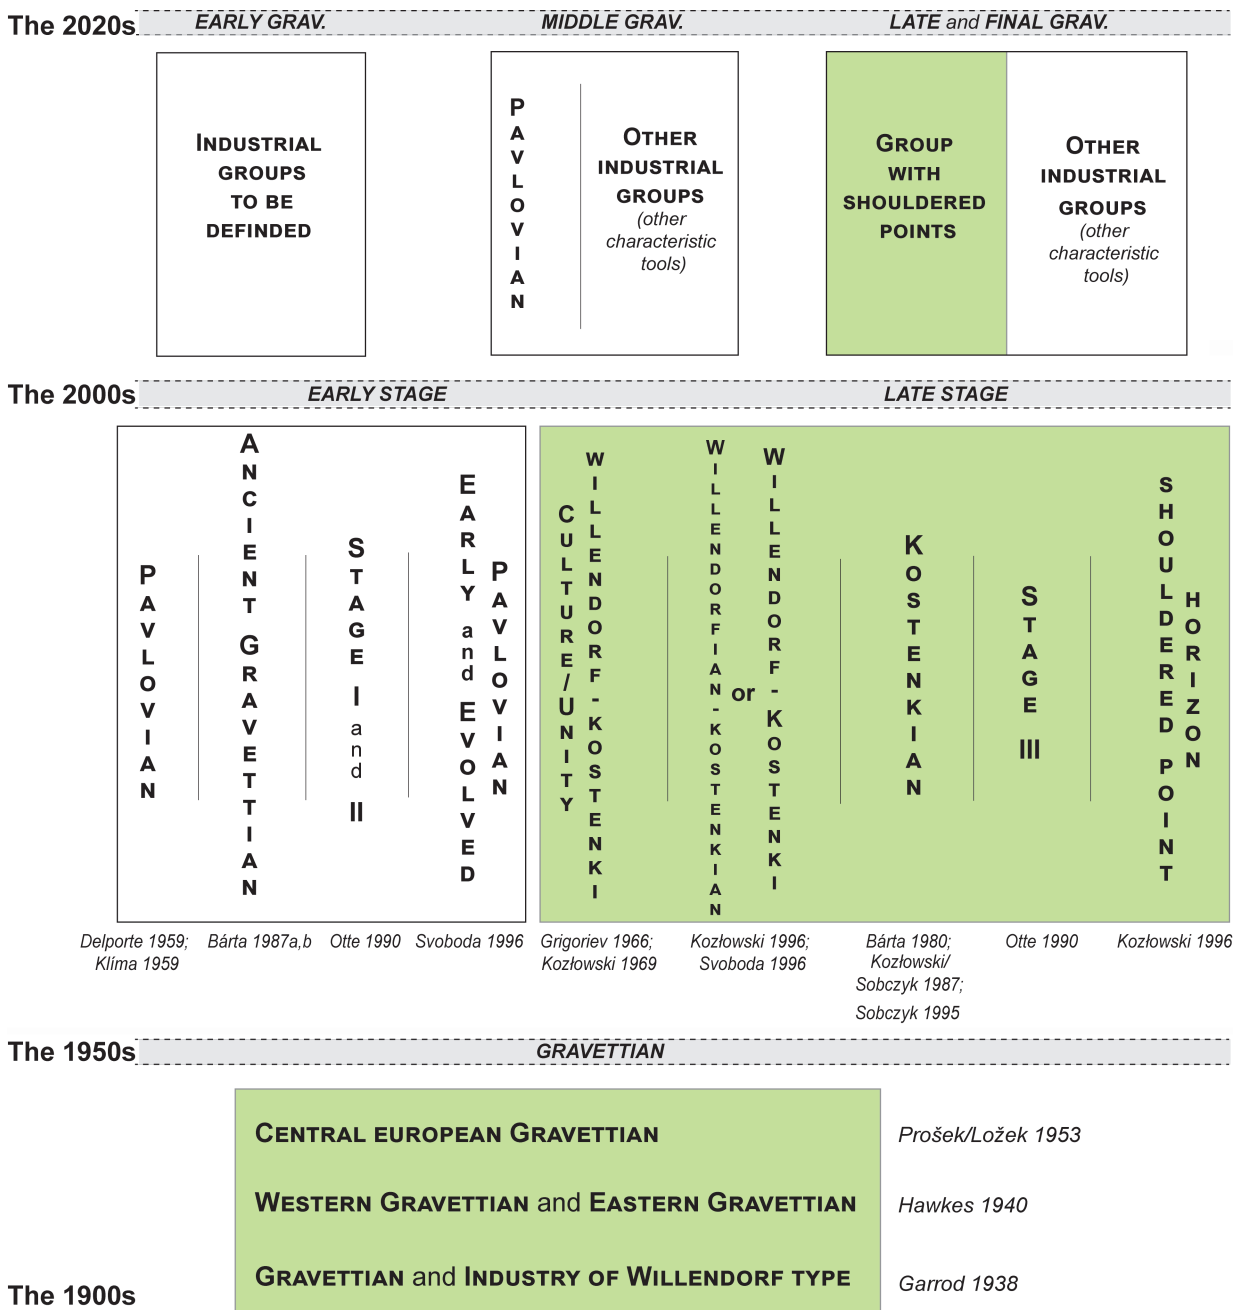 The 2020s
EARLY GRAV.
MIDDLE GRAV.
LATE and FINAL GRAV.
INDUSTRIAL
GROUPS
TO BE
DEFINDED
PAVLOVIAN
OTHER
INDUSTRIAL
GROUPS
(other
characteristic
tools)
GROUP
WITH
SHOULDERED
POINTS
OTHER
INDUSTRIAL
GROUPS
(other
characteristic
tools)
The 2000s
EARLY STAGE
LATE STAGE
PAVLOVIAN
ANCIENT GRAVETTIAN
STAGE I and II
EARLY and EVOLVED
PAVLOVIAN
CULTURE/UNITY
WILLENDORF-KOSTENKI
WILLENDORFIAN-KOSTENKIAN
or
WILLENDORF-KOSTENKI
KOSTENKIAN
STAGE III
SHOULDERED POINT
HORIZON
Delporte 1959;
Klíma 1959
Bárta 1987a,b
Otte 1990
Svoboda 1996
Grigoriev 1966;
Kozłowski 1969
Kozłowski 1996;
Svoboda 1996
Bárta 1980;
Kozłowski/
Sobczyk 1987;
Sobczyk 1995
Otte 1990
Kozłowski 1996
The 1950s
GRAVETTIAN
CENTRAL EUROPEAN GRAVETTIAN
Prošek/Ložek 1953
WESTERN GRAVETTIAN and EASTERN GRAVETTIAN
Hawkes 1940
GRAVETTIAN and INDUSTRY OF WILLENDORF TYPE
Garrod 1938
The 1900s